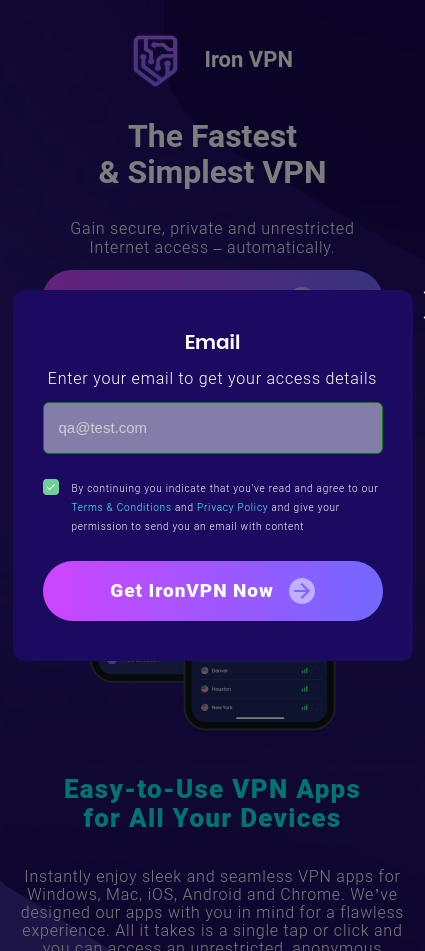 Iron VPN
The Fastest
& Simplest VPN
Gain secure, private and unrestricted
Internet access – automatically.
Email
Enter your email to get your access details
qa@test.com
By continuing you indicate that you've read and agree to our
Terms & Conditions and Privacy Policy and give your
permission to send you an email with content
Get IronVPN Now
Denver
Houston
New York
Easy-to-Use VPN Apps
for All Your Devices
Instantly enjoy sleek and seamless VPN apps for
Windows, Mac, iOS, Android and Chrome. We've
designed our apps with you in mind for a flawless
experience. All it takes is a single tap or click and
you can access an unrestricted, anonymous